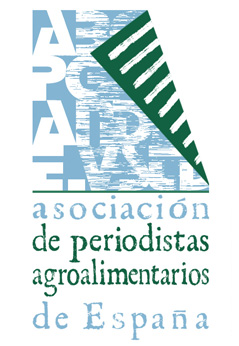 A
P
A
E.
asociación
de periodistas
agroalimentarios
de España